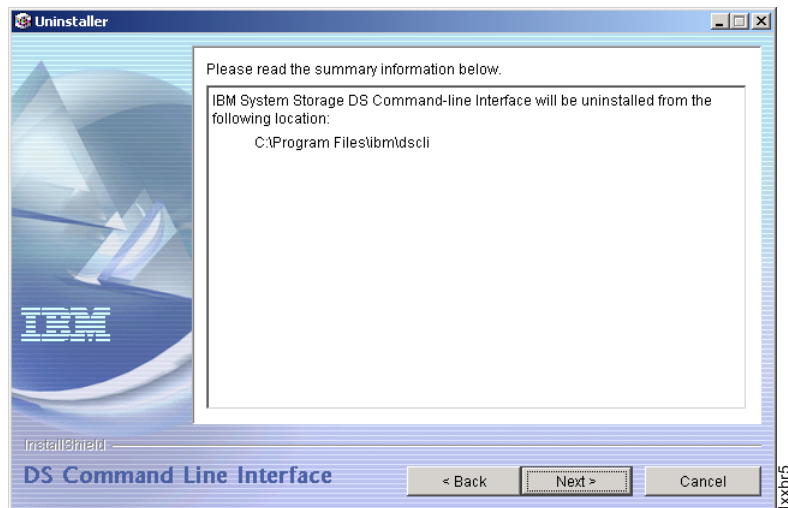 Uninstaller
Please read the summary information below.
IBM System Storage DS Command-line Interface will be uninstalled from the
following location:
C:\Program Files\ibm\dscli
IBM
InstallShield
DS Command Line Interface
< Back
Next >
Cancel